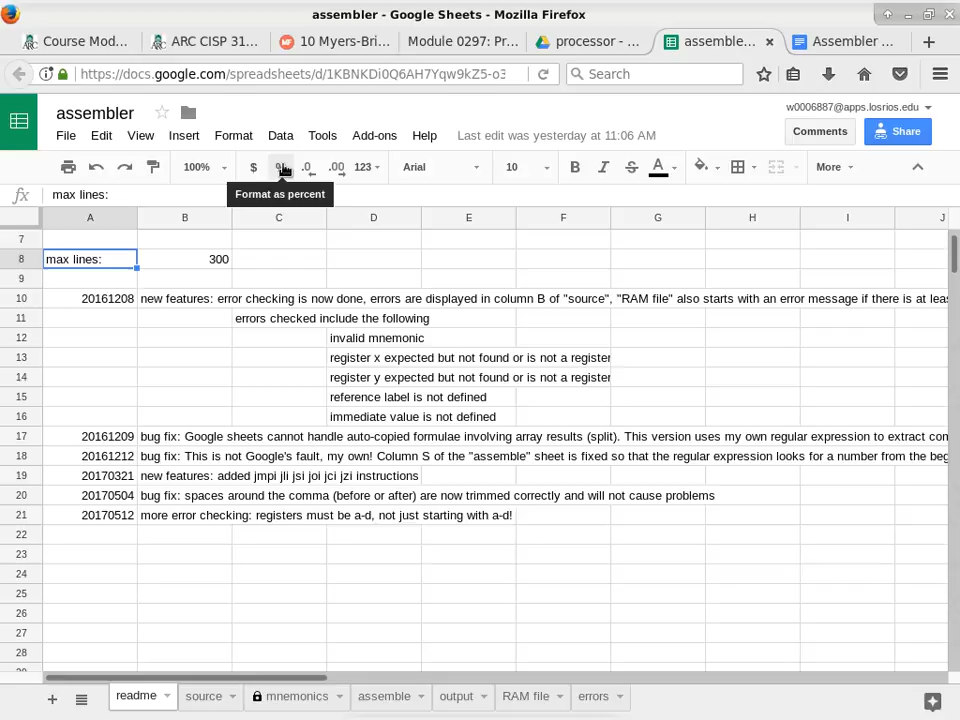 assembler - Google Sheets - Mozilla Firefox
Course Mod...
ARC CISP 31...
10 Myers-Bri...
Module 0297: Pr...
processor - ...
assemble...
Assembler ...
https://docs.google.com/spreadsheets/d/1KBNKDi0Q6AH7Yqw9kZ5-o3
Search
assembler
w0006887@apps.losrios.edu
File Edit View Insert Format Data Tools Add-ons Help Last edit was yesterday at 11:06 AM
Comments
Share
100% $ % .0 .00 123 Arial 10 B I S A More
fx max lines:
Format as percent
A B C D E F G H I J
7
8 max lines: 300
9
10 20161208 new features: error checking is now done, errors are displayed in column B of "source", "RAM file" also starts with an error message if there is at leas
11 errors checked include the following
12 invalid mnemonic
13 register x expected but not found or is not a register
14 register y expected but not found or is not a register
15 reference label is not defined
16 immediate value is not defined
17 20161209 bug fix: Google sheets cannot handle auto-copied formulae involving array results (split). This version uses my own regular expression to extract com
18 20161212 bug fix: This is not Google's fault, my own! Column S of the "assemble" sheet is fixed so that the regular expression looks for a number from the beg
19 20170321 new features: added jmpi jli jsi joi jci jzi instructions
20 20170504 bug fix: spaces around the comma (before or after) are now trimmed correctly and will not cause problems
21 20170512 more error checking: registers must be a-d, not just starting with a-d!
22
23
24
25
26
27
28
readme source mnemonics assemble output RAM file errors